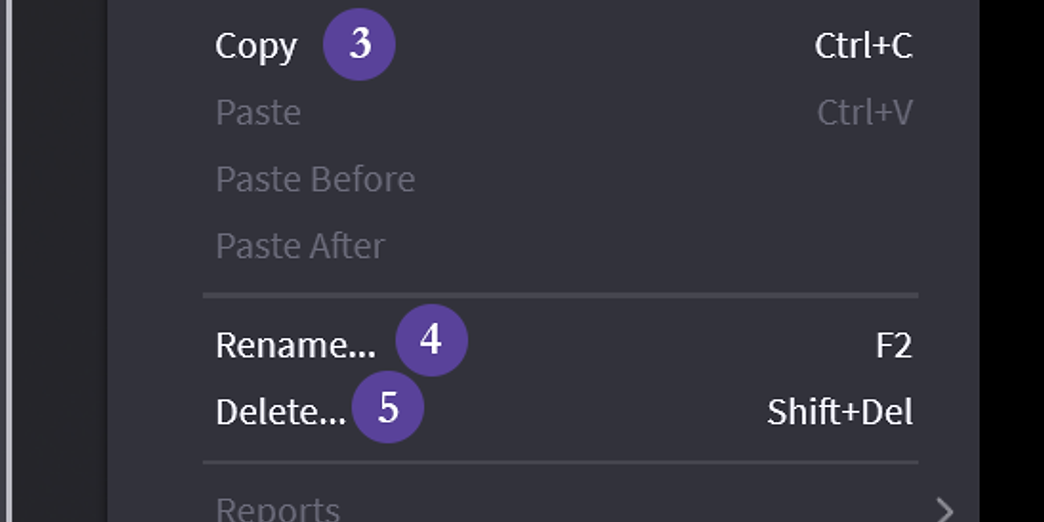 Copy 3 Ctrl+C
Paste Ctrl+V
Paste Before
Paste After
Rename... 4 F2
Delete... 5 Shift+Del
Reports